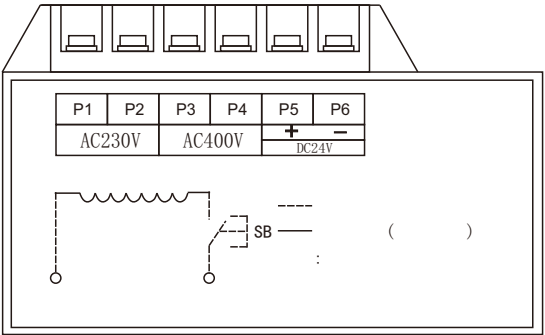 P1 P2 P3 P4 P5 P6
AC230V AC400V + −
DC24V
SB ( )
: